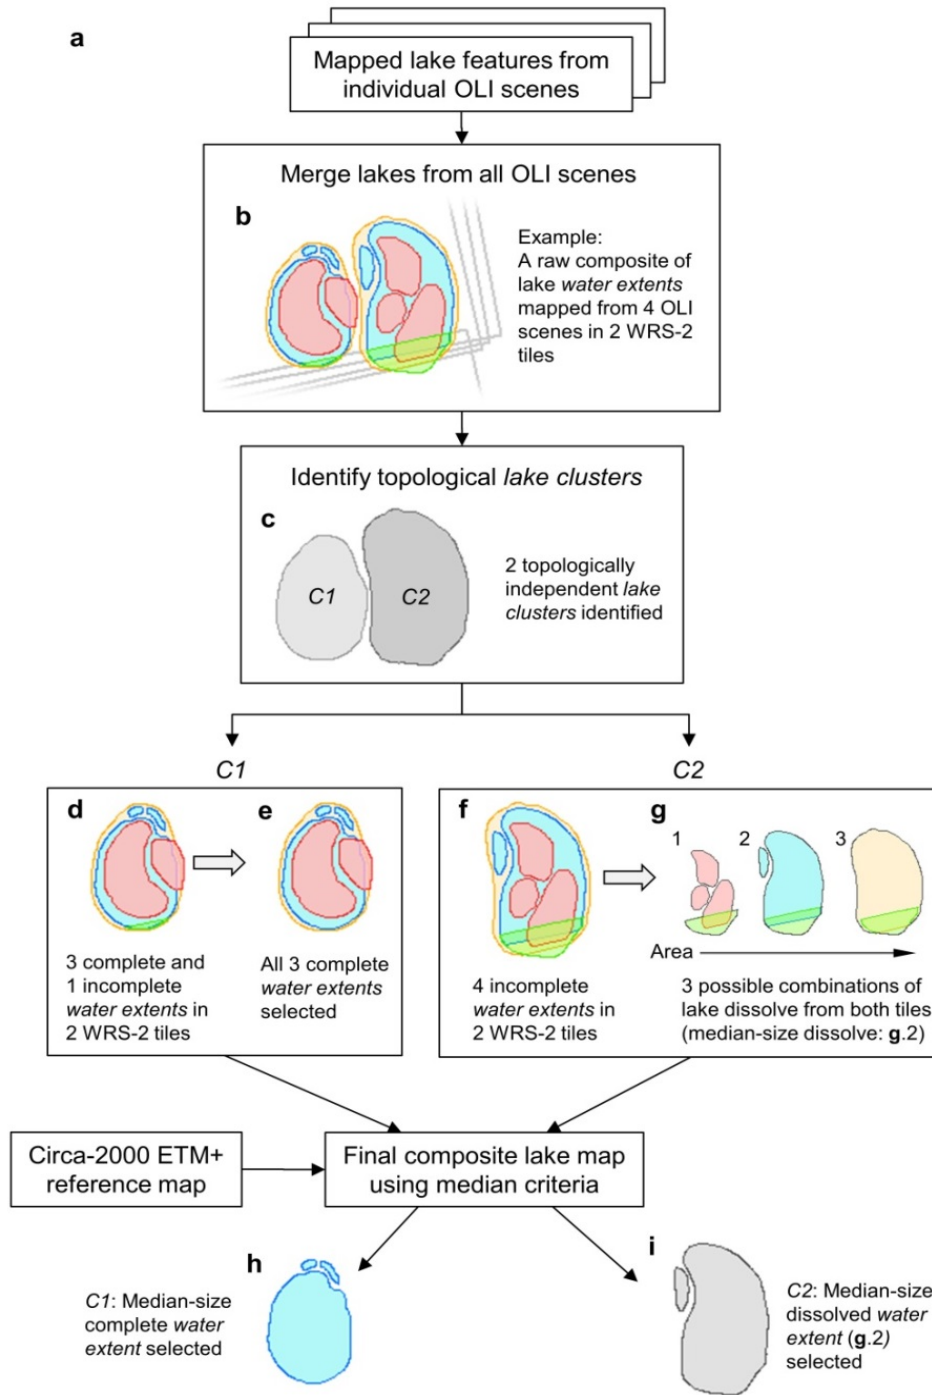 a
Mapped lake features from
individual OLI scenes
Merge lakes from all OLI scenes
b
Example:
A raw composite of
lake water extents
mapped from 4 OLI
scenes in 2 WRS-2
tiles
Identify topological lake clusters
c
C1
C2
2 topologically
independent lake
clusters identified
C1
C2
d
e
3 complete and
1 incomplete
water extents in
2 WRS-2 tiles
All 3 complete
water extents
selected
f
g
1
2
3
Area
4 incomplete
water extents in
2 WRS-2 tiles
3 possible combinations of
lake dissolve from both tiles
(median-size dissolve: g.2)
Circa-2000 ETM+
reference map
Final composite lake map
using median criteria
h
C1: Median-size
complete water
extent selected
i
C2: Median-size
dissolved water
extent (g.2)
selected